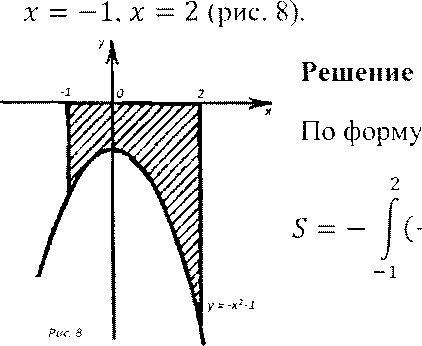 x = −1, x = 2 (рис. 8).
y
-1 0 2
x
Решение
По форму
2
S = − ∫ (-
−1
y = -x²-1
Рис. 8